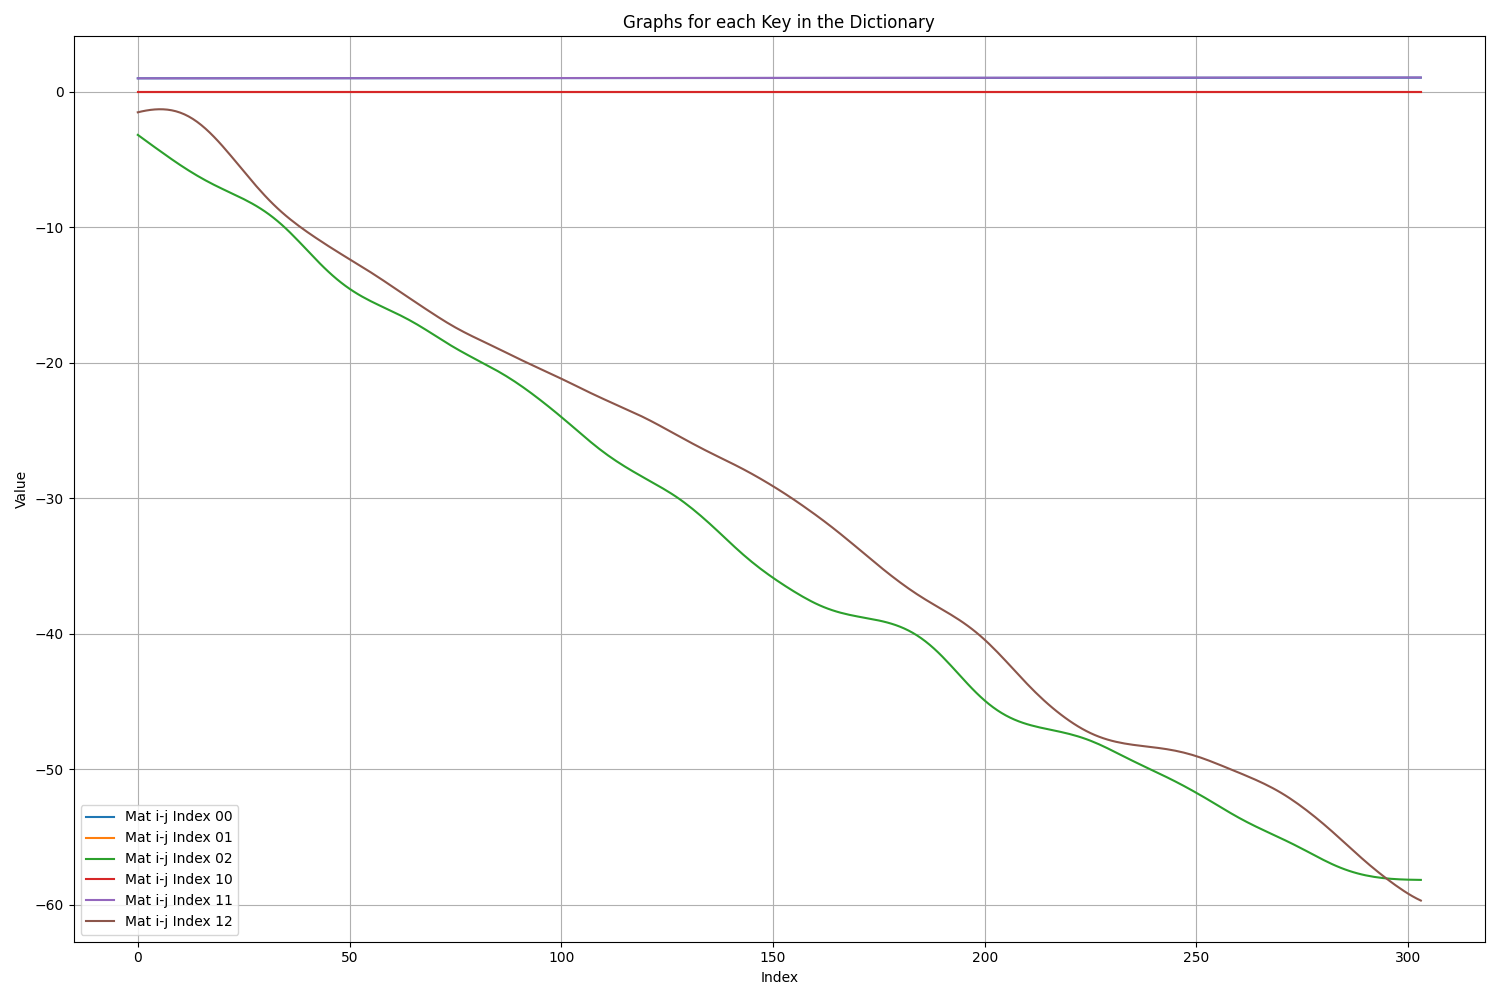 Graphs for each Key in the Dictionary
Value
0
−10
−20
−30
−40
−50
−60
Mat i-j Index 00
Mat i-j Index 01
Mat i-j Index 02
Mat i-j Index 10
Mat i-j Index 11
Mat i-j Index 12
0 50 100 150 200 250 300
Index